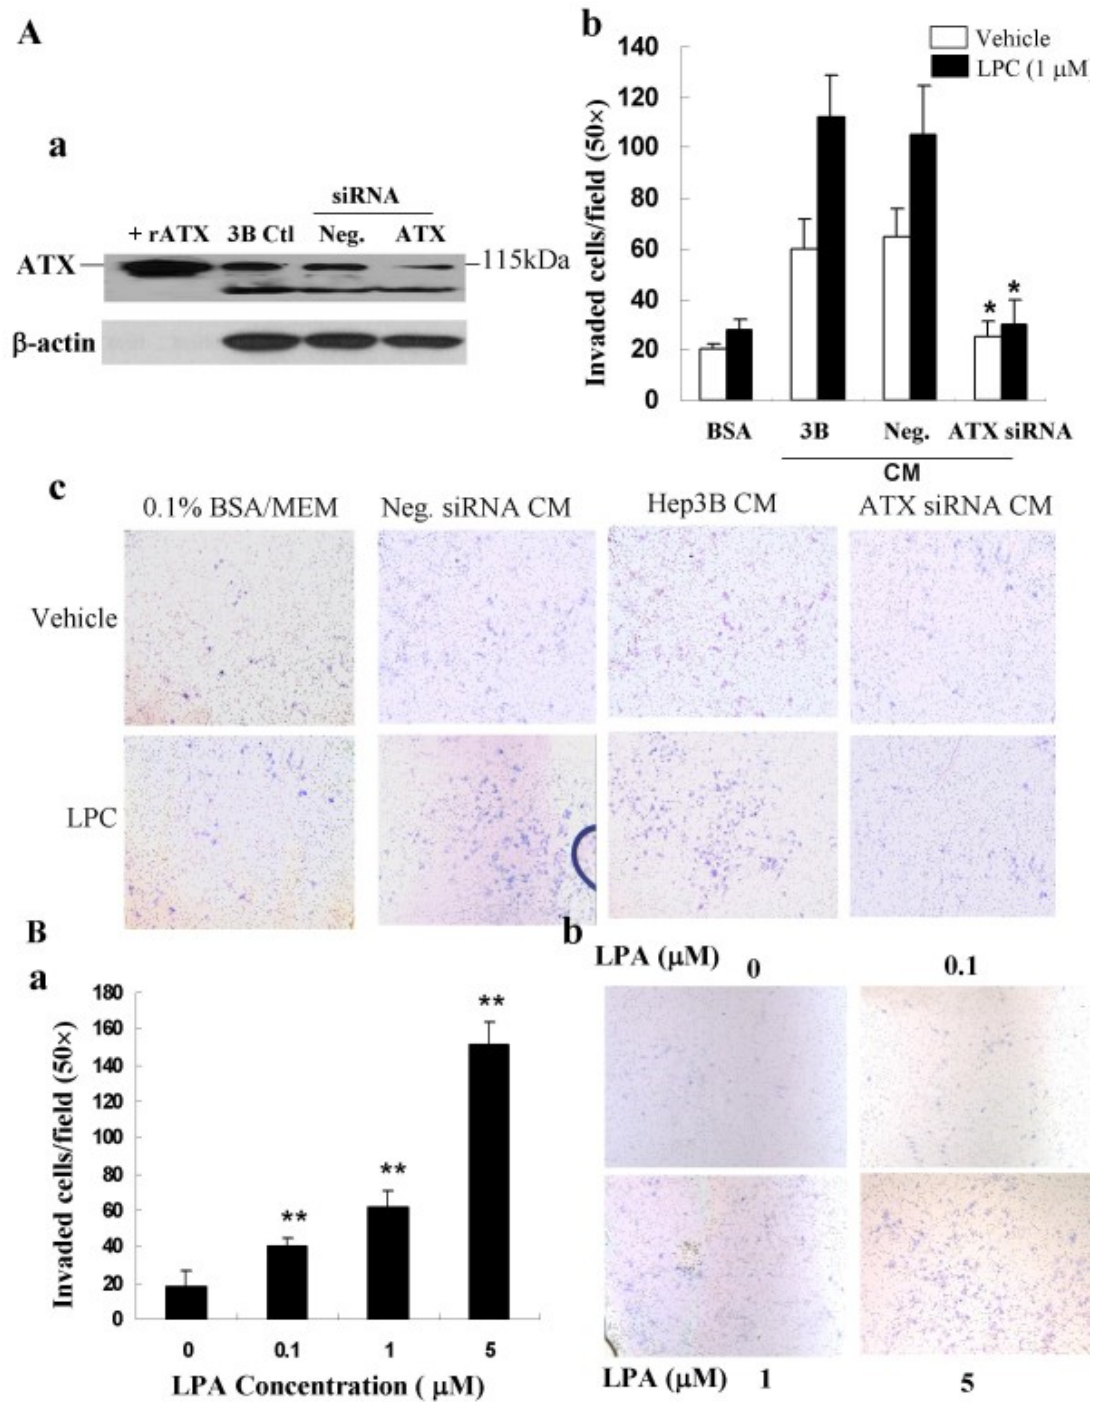 A
a
siRNA
+ rATX 3B Ctl Neg. ATX
ATX 115kDa
β-actin
b
Vehicle
LPC (1 μM
Invaded cells/field (50×)
140
120
100
80
60
40
20
0
* *
BSA 3B Neg. ATX siRNA
CM
c
0.1% BSA/MEM Neg. siRNA CM Hep3B CM ATX siRNA CM
Vehicle
LPC
B
a
Invaded cells/field (50×)
180
160
140
120
100
80
60
40
20
0
** ** **
0 0.1 1 5
LPA Concentration ( μM)
b
LPA (μM) 0 0.1
LPA (μM) 1 5